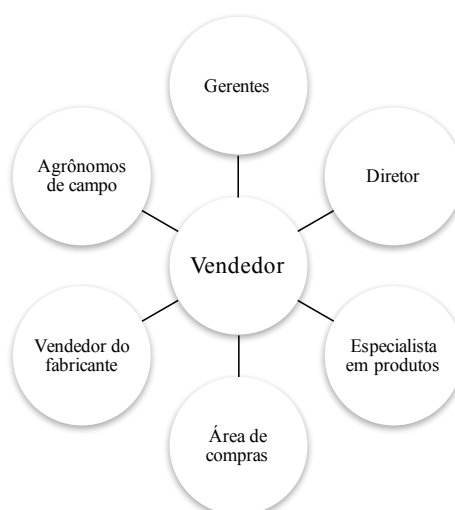 Gerentes
Agrônomos
de campo
Diretor
Vendedor
Vendedor do
fabricante
Especialista
em produtos
Área de
compras